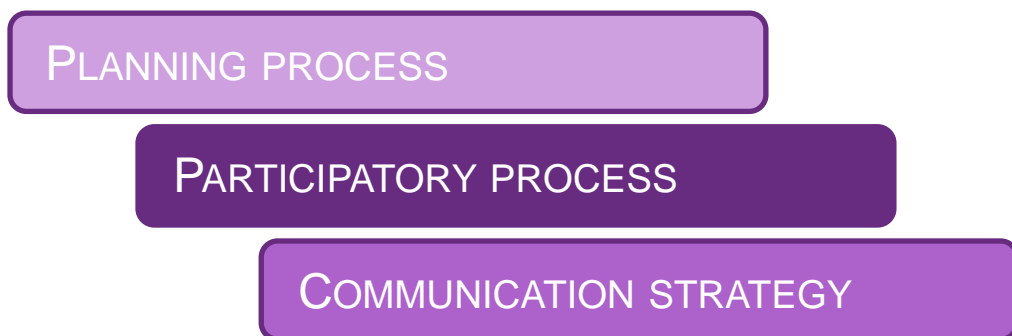 PLANNING PROCESS
PARTICIPATORY PROCESS
COMMUNICATION STRATEGY